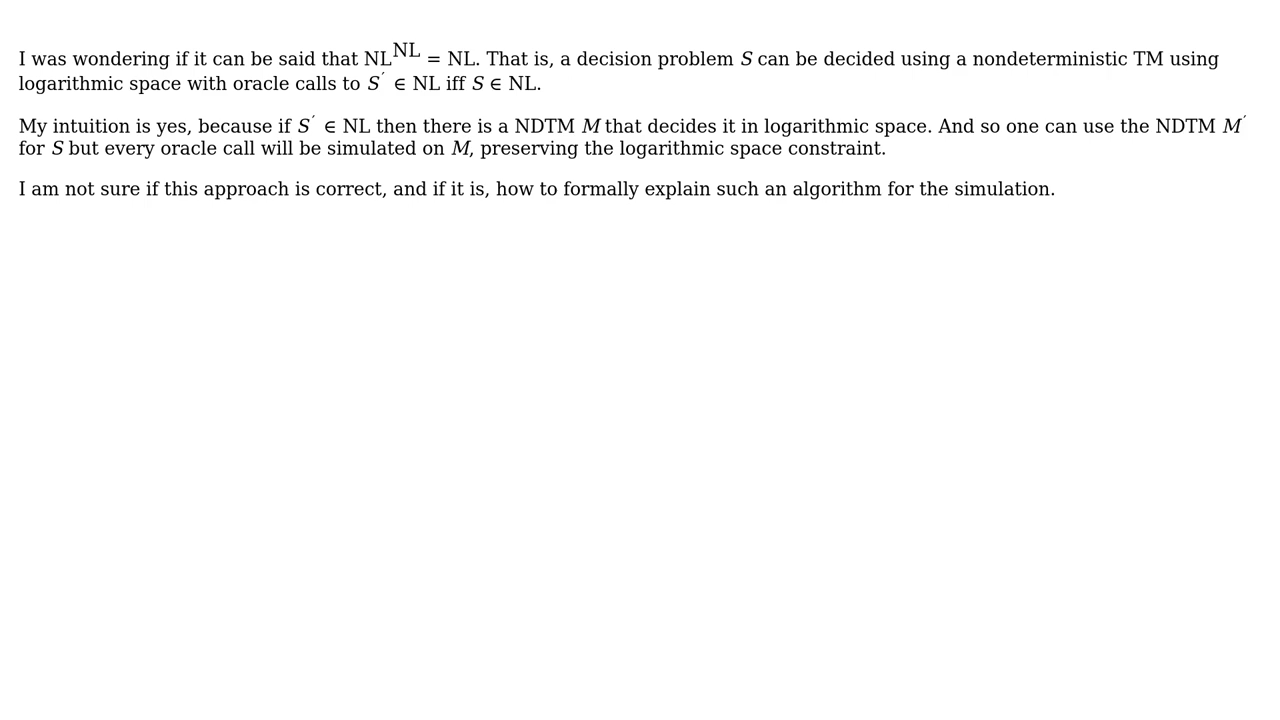 I was wondering if it can be said that NL^NL = NL. That is, a decision problem S can be decided using a nondeterministic TM using
logarithmic space with oracle calls to S′ ∈ NL iff S ∈ NL.
My intuition is yes, because if S′ ∈ NL then there is a NDTM M that decides it in logarithmic space. And so one can use the NDTM M′
for S but every oracle call will be simulated on M, preserving the logarithmic space constraint.
I am not sure if this approach is correct, and if it is, how to formally explain such an algorithm for the simulation.